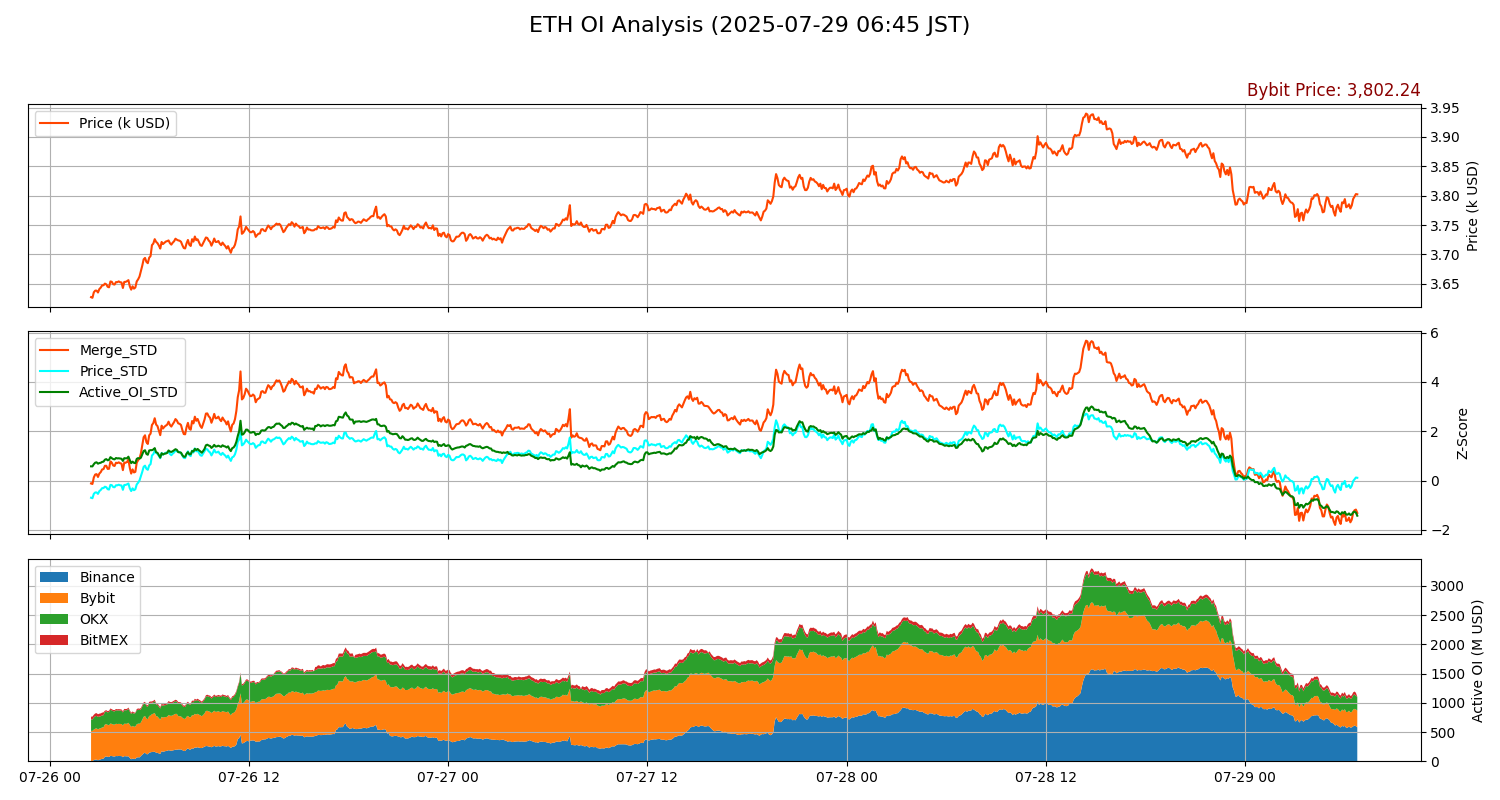 ETH OI Analysis (2025-07-29 06:45 JST)
Bybit Price: 3,802.24
Price (k USD)
3.95
3.90
3.85
3.80
3.75
3.70
3.65
Price (k USD)
Merge_STD
Price_STD
Active_OI_STD
6
4
2
0
−2
Z-Score
Binance
Bybit
OKX
BitMEX
3000
2500
2000
1500
1000
500
0
Active OI (M USD)
07-26 00
07-26 12
07-27 00
07-27 12
07-28 00
07-28 12
07-29 00